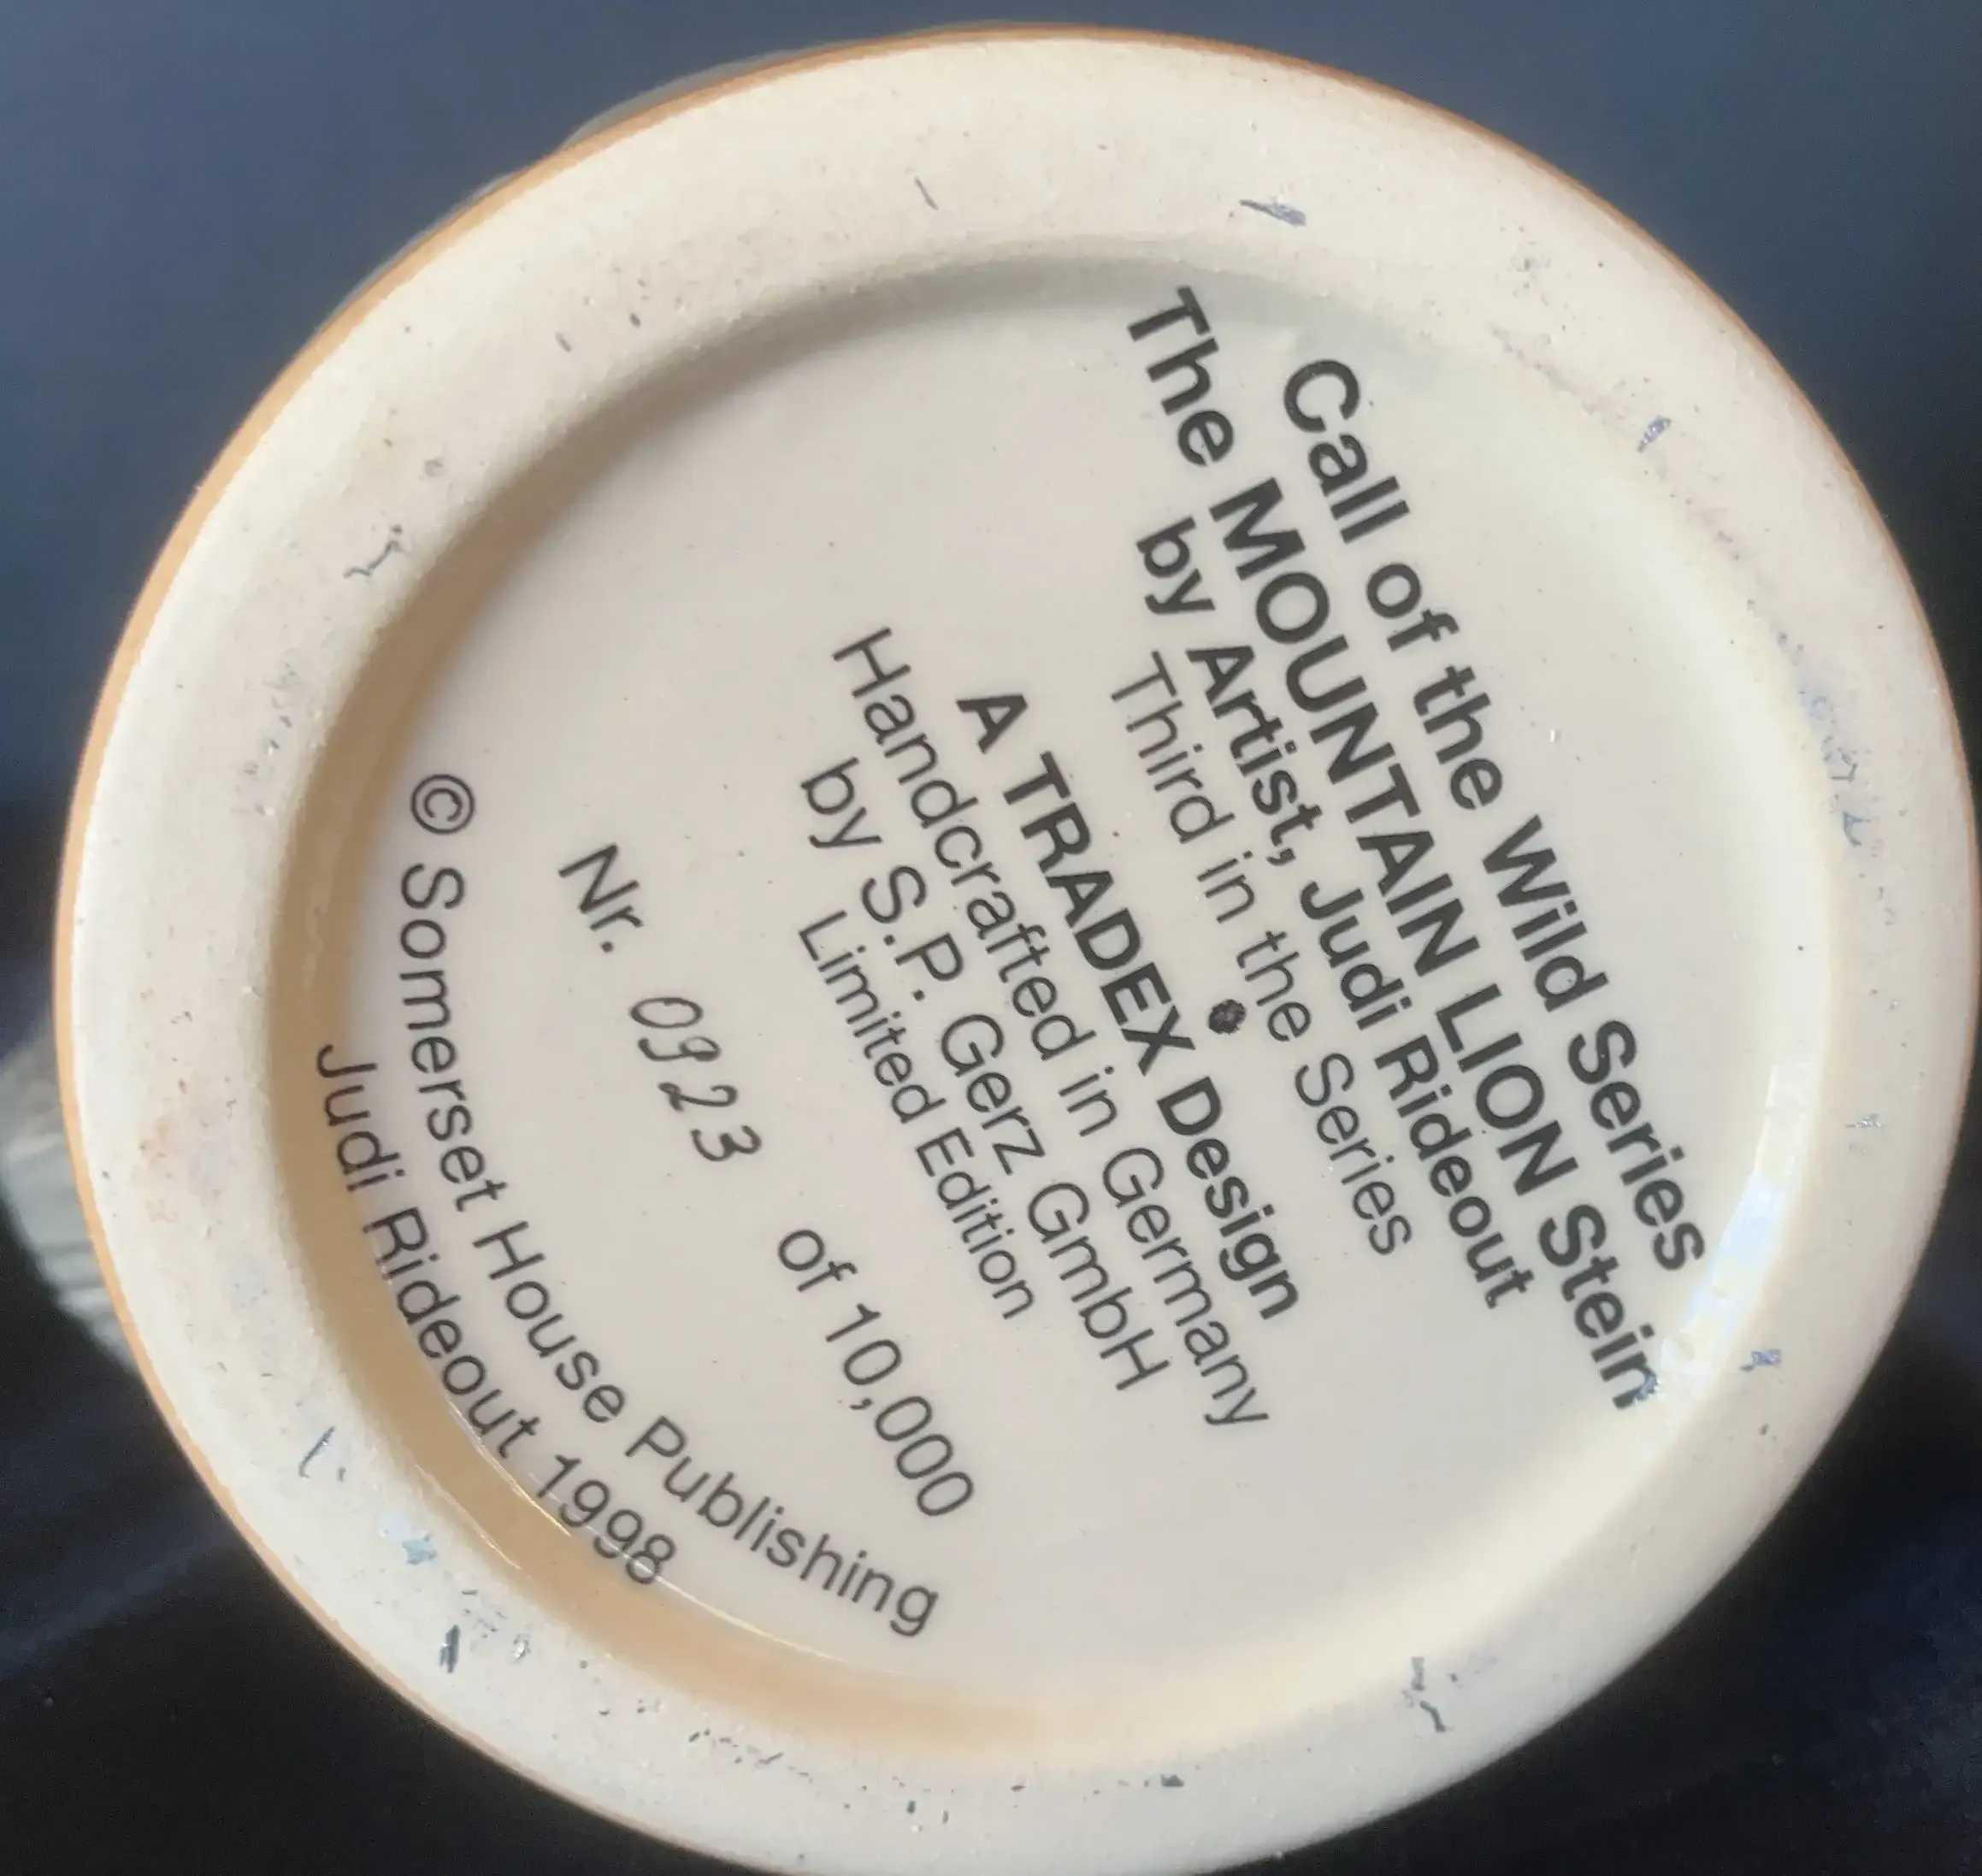 Call of the Wild Series
The MOUNTAIN LION Stein
by Artist, Judi Rideout
Third in the Series
A TRADEX Design
Handcrafted in Germany
by S.P. Gerz GmbH
Limited Edition
Nr. 0923 of 10,000
© Somerset House Publishing
Judi Rideout 1998